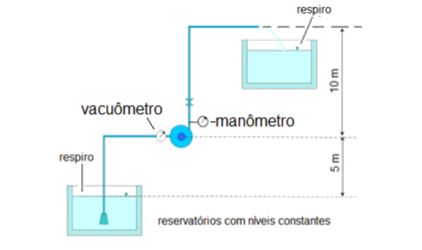 respiro
10 m
vacuômetro
-manômetro
respiro
5 m
reservatórios com níveis constantes